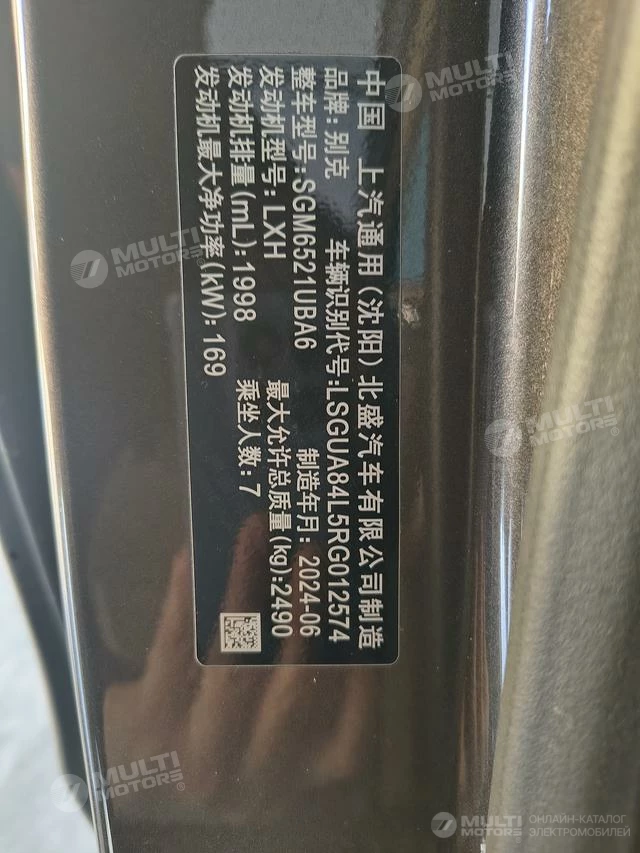 中国 上汽通用(沈阳)北盛汽车有限公司制造
品牌:别克 车辆识别代号:LSGUA84L5RG012574
整车型号:SGM6521UBA6 制造年月: 2024-06
发动机型号: LXH 最大允许总质量(kg):2490
发动机排量(mL):1998 乘坐人数: 7
发动机最大净功率(kW): 169
MULTI
MOTORS
MULTI
MOTORS
MULTI
MOTORS
MULTI
MOTORS®
MULTI
MOTORS
ОНЛАЙН-КАТАЛОГ
ЭЛЕКТРОМОБИЛЕЙ